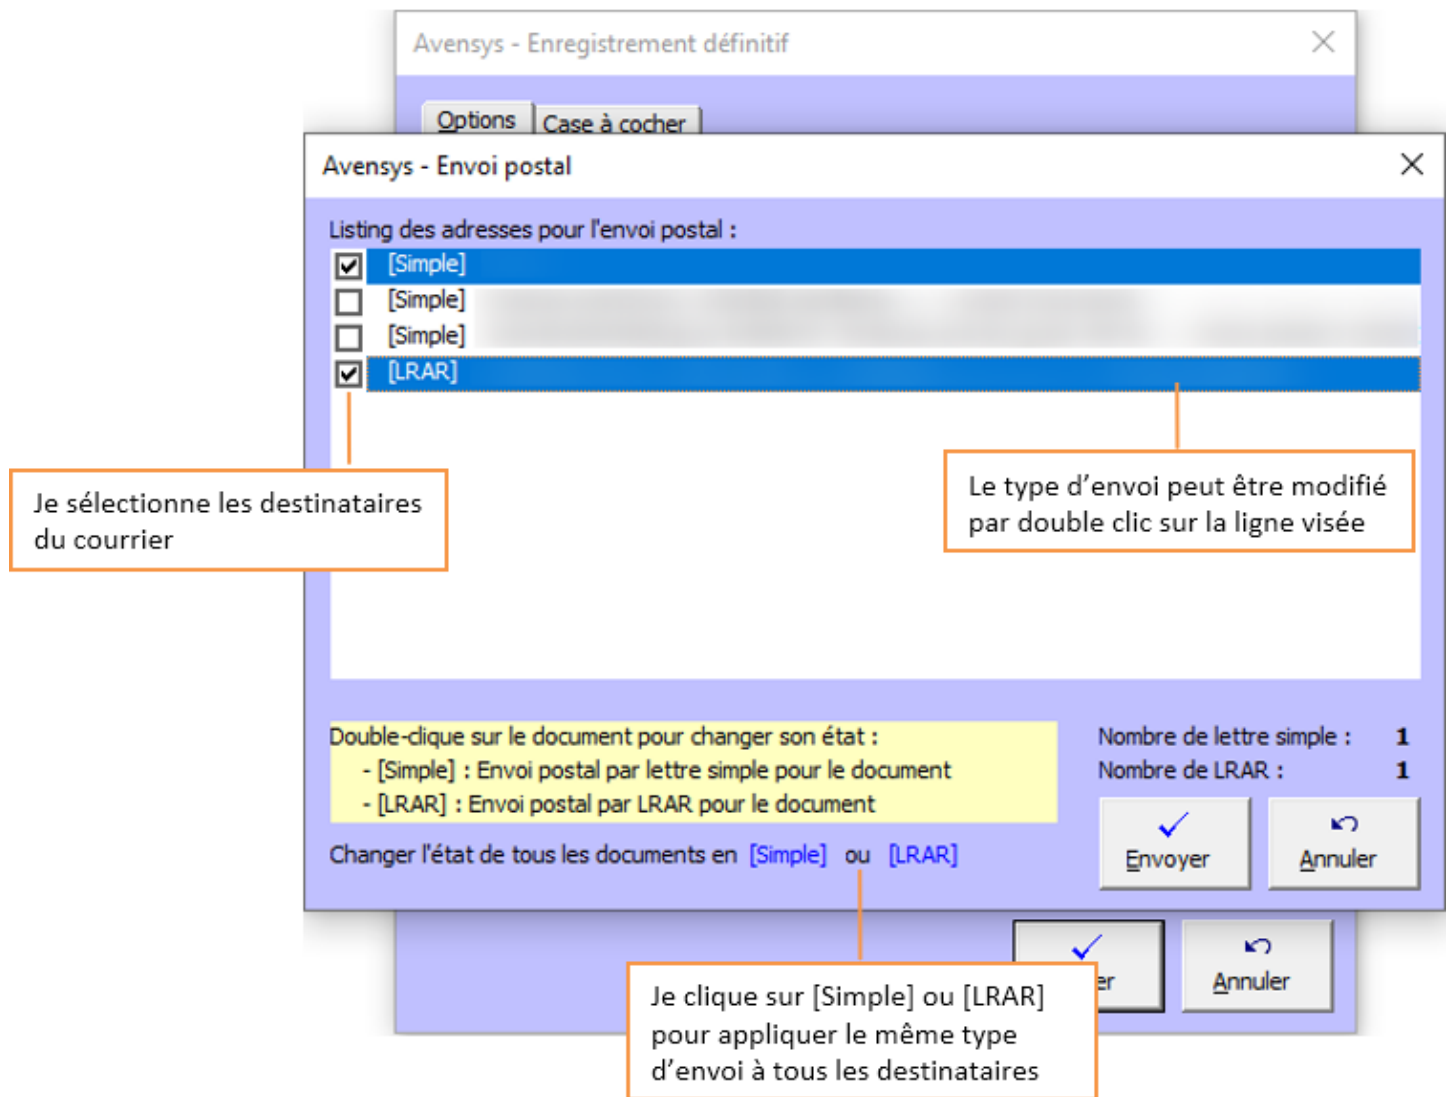 Avensys - Enregistrement définitif
Options
Case à cocher
Avensys - Envoi postal
Listing des adresses pour l'envoi postal :
[Simple]
[Simple]
[Simple]
[LRAR]
Je sélectionne les destinataires
du courrier
Le type d’envoi peut être modifié
par double clic sur la ligne visée
Double-clique sur le document pour changer son état :
- [Simple] : Envoi postal par lettre simple pour le document
- [LRAR] : Envoi postal par LRAR pour le document
Nombre de lettre simple : 1
Nombre de LRAR : 1
Changer l'état de tous les documents en [Simple] ou [LRAR]
Envoyer
Annuler
Annuler
Je clique sur [Simple] ou [LRAR]
pour appliquer le même type
d’envoi à tous les destinataires